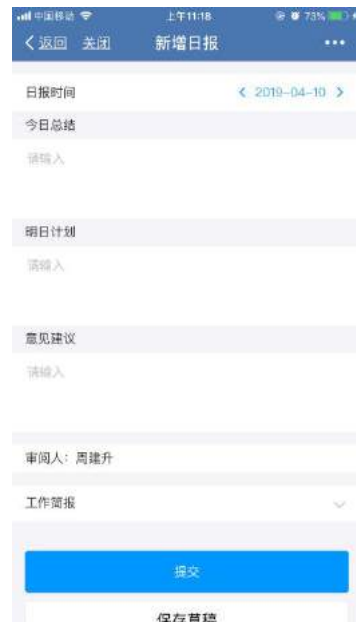 中国移动 上午11:18 73%
返回 关闭 新增日报
日报时间 2019-04-10
今日总结
请输入
明日计划
请输入
意见建议
请输入
审阅人：周建升
工作简报
提交
保存草稿